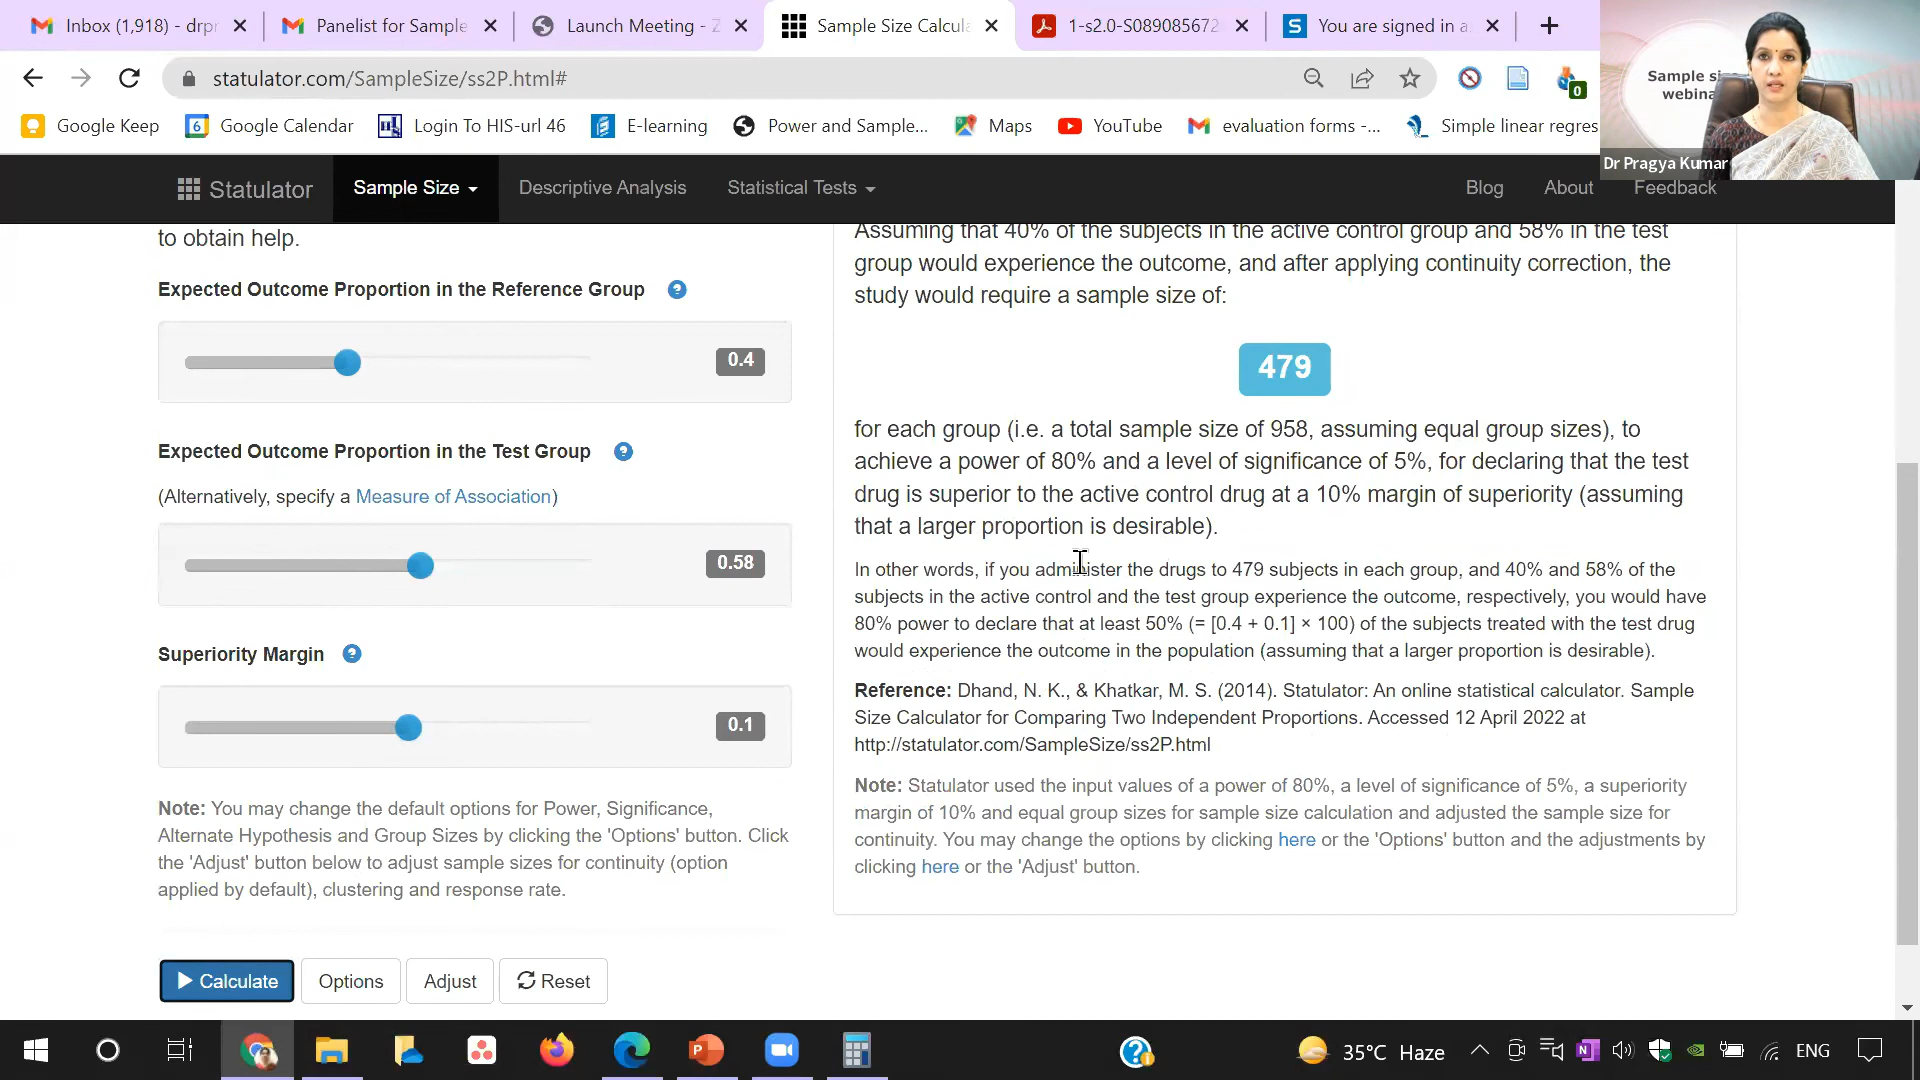 Inbox (1,918) - drpr
Panelist for Sample
Launch Meeting - Z
Sample Size Calcula
1-s2.0-S089085672
You are signed in a
statulator.com/SampleSize/ss2P.html#
0
Google Keep
6
Google Calendar
Login To HIS-url 46
E-learning
Power and Sample...
Maps
YouTube
evaluation forms -...
Simple linear regres
Sample si
webina
Dr Pragya Kumar
Statulator
Sample Size
Descriptive Analysis
Statistical Tests
Blog
About
Feedback
to obtain help.
Expected Outcome Proportion in the Reference Group
?
0.4
Expected Outcome Proportion in the Test Group
?
(Alternatively, specify a Measure of Association)
0.58
Superiority Margin
?
0.1
Note: You may change the default options for Power, Significance,
Alternate Hypothesis and Group Sizes by clicking the 'Options' button. Click
the 'Adjust' button below to adjust sample sizes for continuity (option
applied by default), clustering and response rate.
Calculate
Options
Adjust
Reset
Assuming that 40% of the subjects in the active control group and 58% in the test
group would experience the outcome, and after applying continuity correction, the
study would require a sample size of:
479
for each group (i.e. a total sample size of 958, assuming equal group sizes), to
achieve a power of 80% and a level of significance of 5%, for declaring that the test
drug is superior to the active control drug at a 10% margin of superiority (assuming
that a larger proportion is desirable).
In other words, if you administer the drugs to 479 subjects in each group, and 40% and 58% of the
subjects in the active control and the test group experience the outcome, respectively, you would have
80% power to declare that at least 50% (= [0.4 + 0.1] × 100) of the subjects treated with the test drug
would experience the outcome in the population (assuming that a larger proportion is desirable).
Reference: Dhand, N. K., & Khatkar, M. S. (2014). Statulator: An online statistical calculator. Sample
Size Calculator for Comparing Two Independent Proportions. Accessed 12 April 2022 at
http://statulator.com/SampleSize/ss2P.html
Note: Statulator used the input values of a power of 80%, a level of significance of 5%, a superiority
margin of 10% and equal group sizes for sample size calculation and adjusted the sample size for
continuity. You may change the options by clicking here or the 'Options' button and the adjustments by
clicking here or the 'Adjust' button.
35°C Haze
ENG